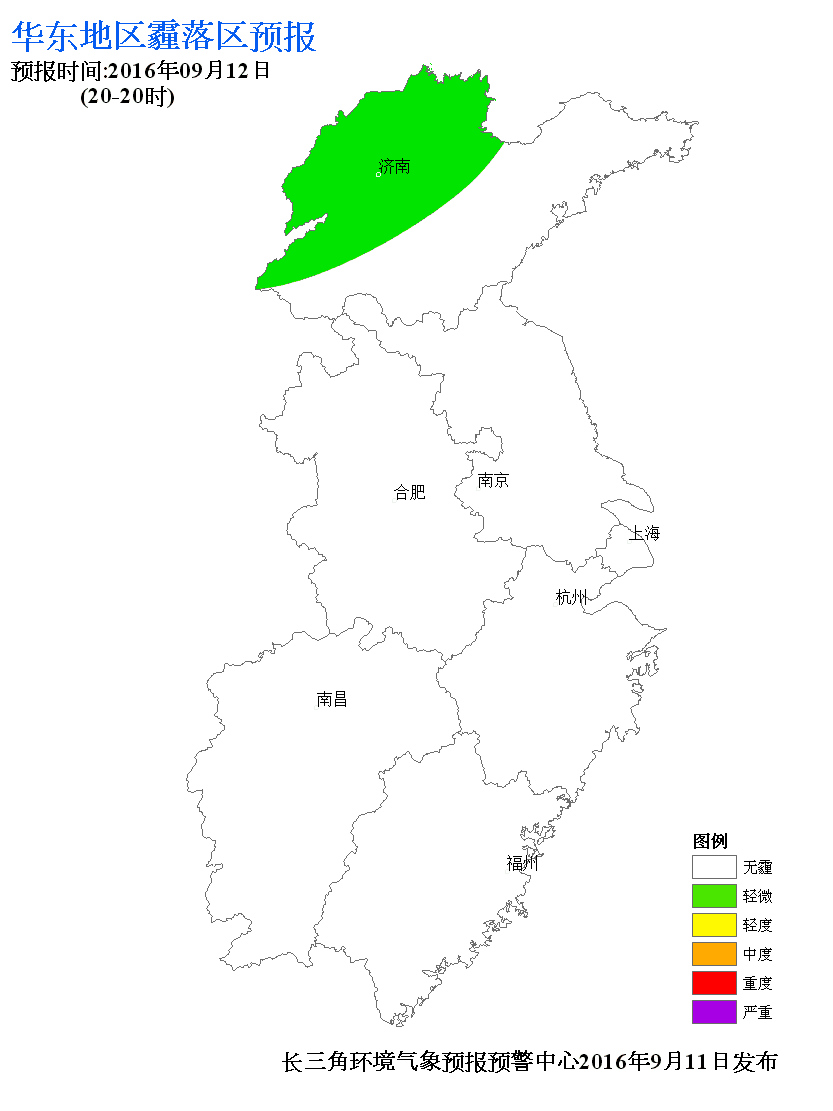 华东地区霾落区预报
预报时间:2016年09月12日
(20-20时)
济南
南京
合肥
上海
杭州
南昌
福州
图例
无霾
轻微
轻度
中度
重度
严重
长三角环境气象预报预警中心2016年9月11日发布